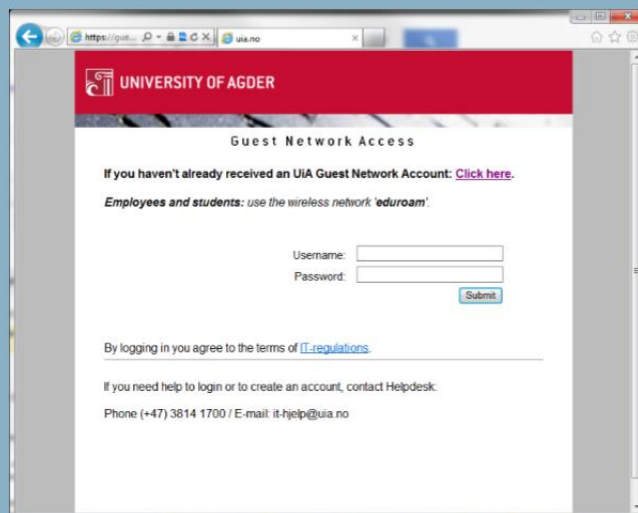 https://gue...
uia.no
UNIVERSITY OF AGDER
Guest Network Access
If you haven't already received an UiA Guest Network Account: Click here.
Employees and students: use the wireless network 'eduroam'.
Username:
Password:
Submit
By logging in you agree to the terms of IT-regulations.
If you need help to login or to create an account, contact Helpdesk:
Phone (+47) 3814 1700 / E-mail: it-hjelp@uia.no